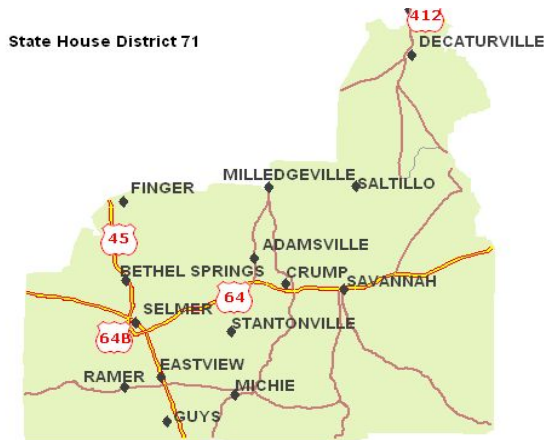 412
State House District 71
DECATURVILLE
MILLEDGEVILLE
FINGER
SALTILLO
45
ADAMSVILLE
BETHEL SPRINGS
CRUMP
SAVANNAH
64
SELMER
STANTONVILLE
64B
EASTVIEW
RAMER
MICHIE
GUYS